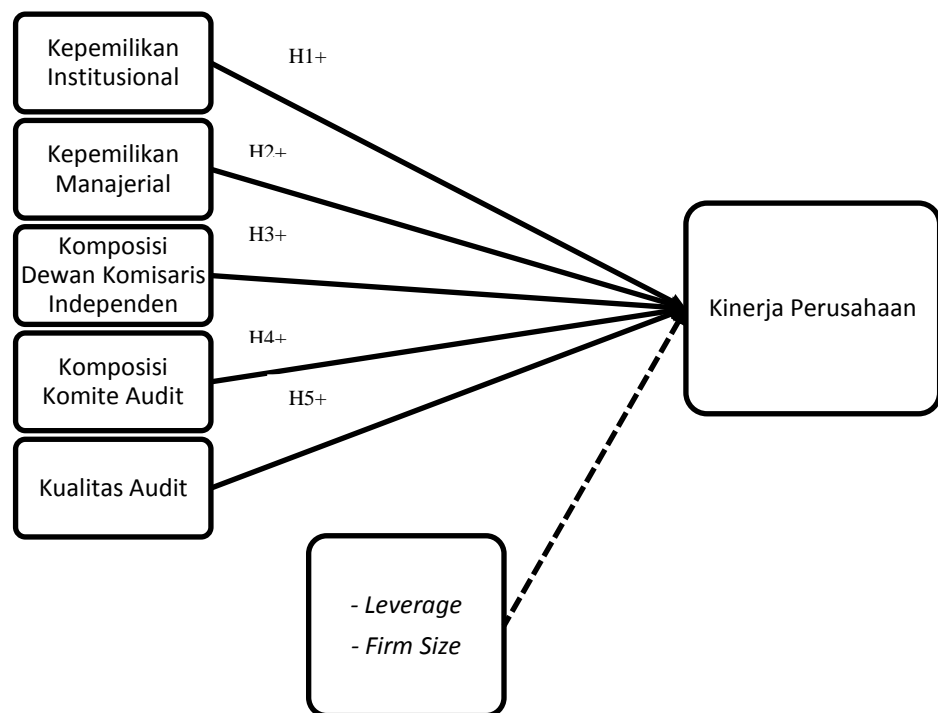 Kepemilikan
Institusional
H1+
Kepemilikan
Manajerial
H2+
Komposisi
Dewan Komisaris
Independen
H3+
Komposisi
Komite Audit
H4+
Kualitas Audit
H5+
Kinerja Perusahaan
- Leverage
- Firm Size